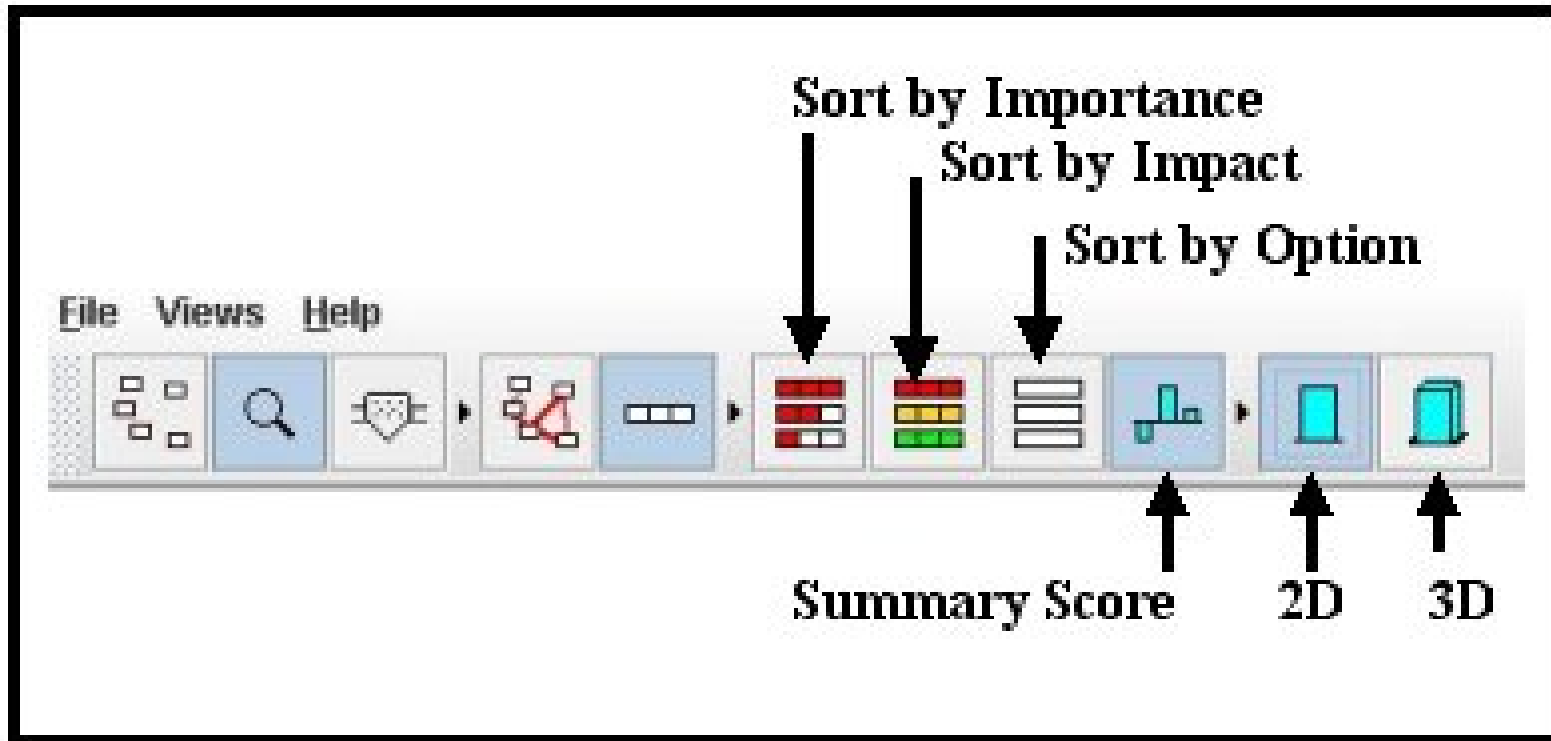 Sort by Importance
Sort by Impact
Sort by Option
File Views Help
Summary Score 2D 3D